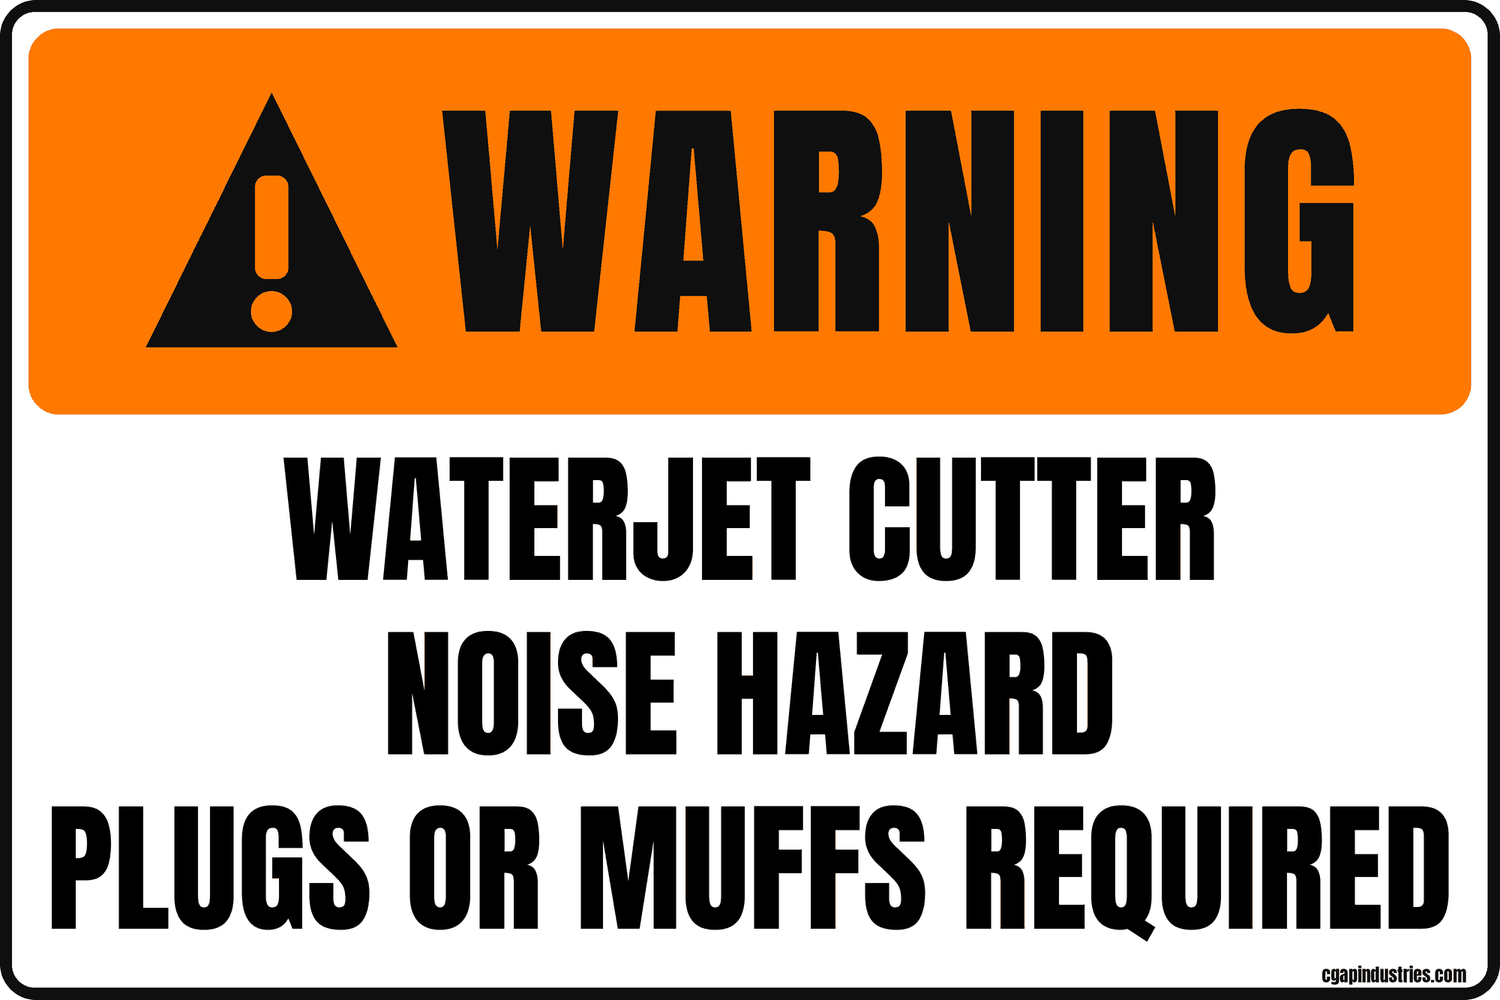 WARNING
WATERJET CUTTER
NOISE HAZARD
PLUGS OR MUFFS REQUIRED
cgapindustries.com